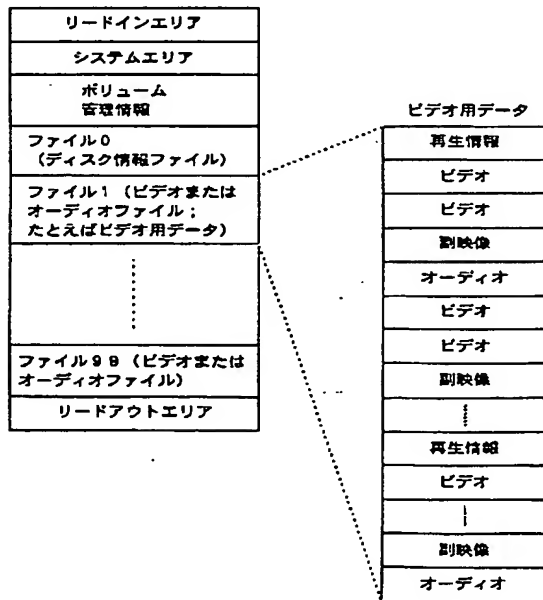 リードインエリア
システムエリア
ボリューム
管理情報
ファイル0
(ディスク情報ファイル)
ファイル1 (ビデオまたは
オーディオファイル;
たとえばビデオ用データ)
ファイル99 (ビデオまたは
オーディオファイル)
リードアウトエリア
ビデオ用データ
再生情報
ビデオ
ビデオ
副映像
オーディオ
ビデオ
ビデオ
副映像
再生情報
ビデオ
副映像
オーディオ